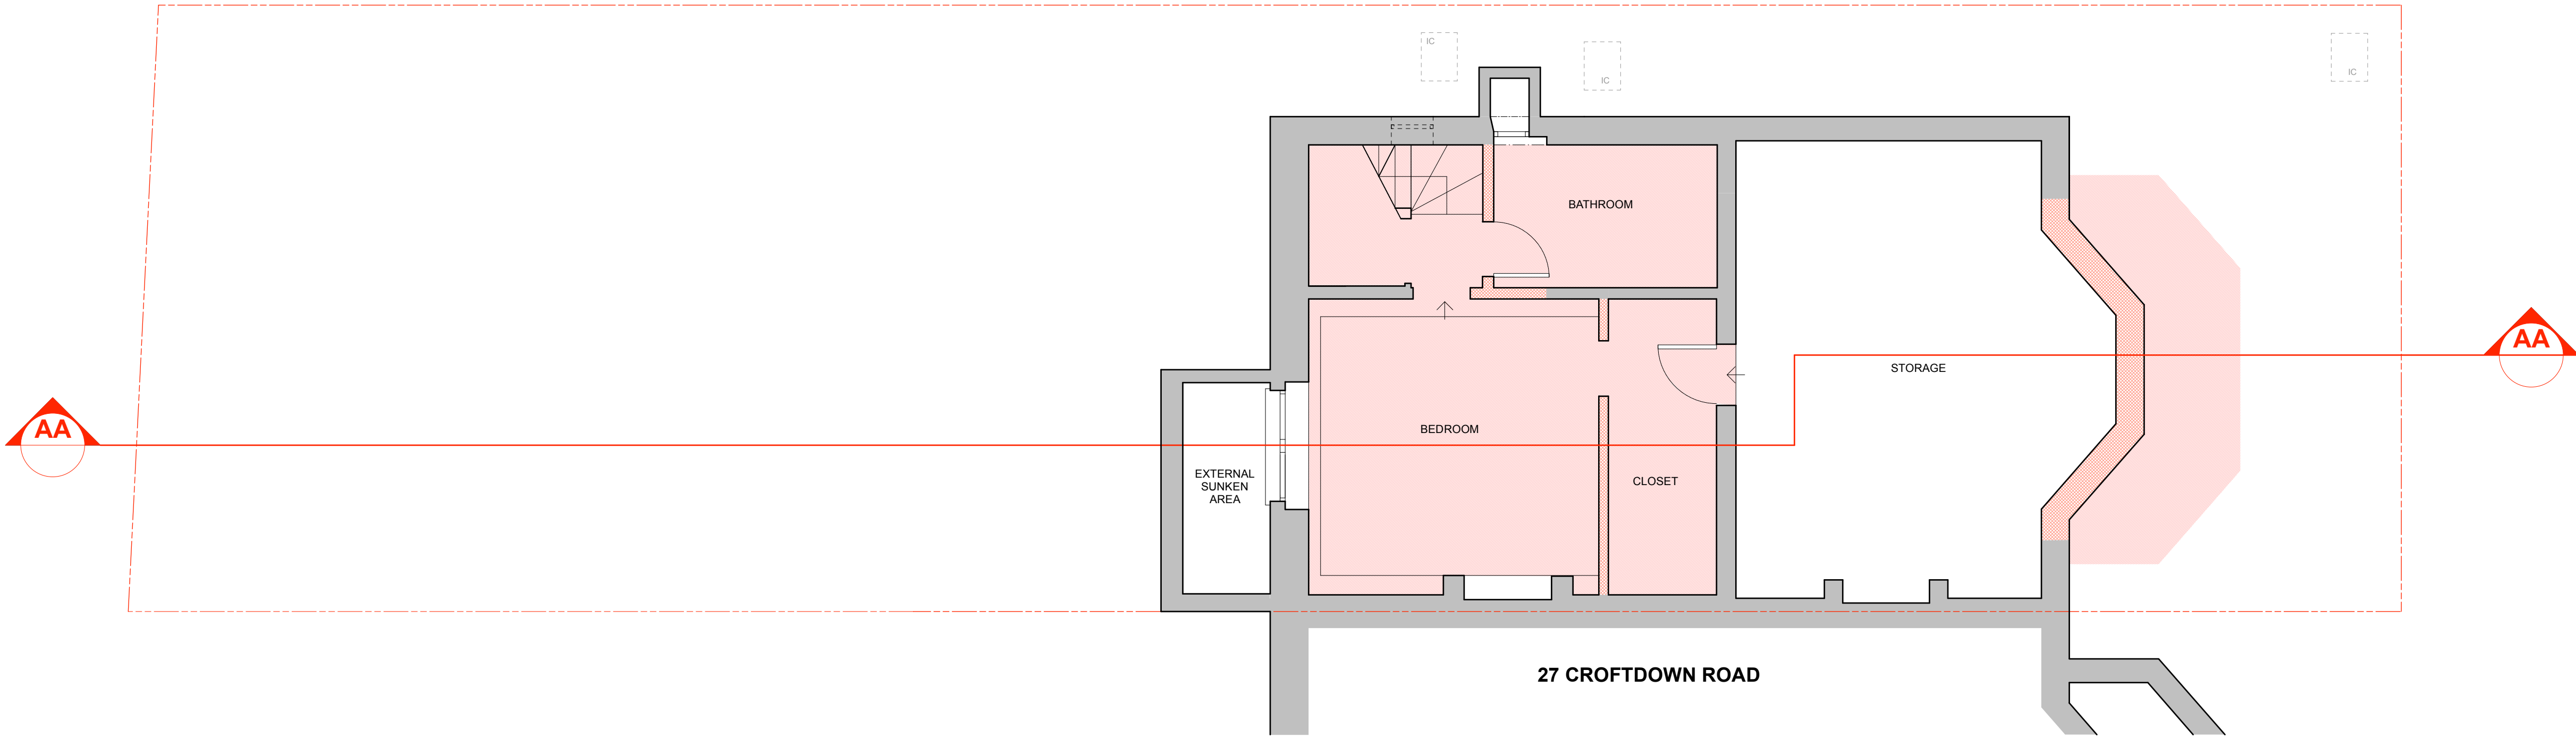 IC
IC
IC
BATHROOM
AA
STORAGE
AA
BEDROOM
EXTERNAL
SUNKEN
AREA
CLOSET
27 CROFTDOWN ROAD